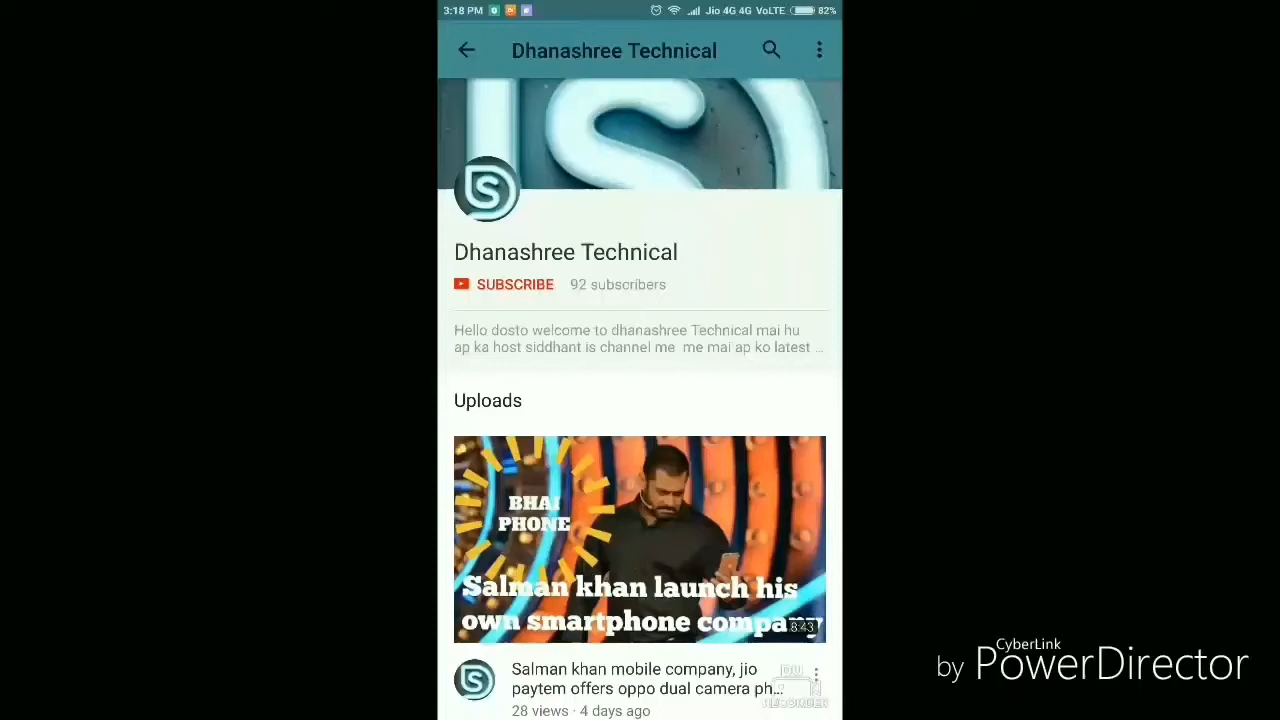 3:18 PM
Jio 4G 4G VoLTE 82%
Dhanashree Technical
Dhanashree Technical
SUBSCRIBE 92 subscribers
Hello dosto welcome to dhanashree Technical mai hu
ap ka host siddhant is channel me me mai ap ko latest ...
Uploads
BHAI
PHONE
Salman khan launch his
own smartphone company
8:43
Salman khan mobile company, jio
paytem offers oppo dual camera ph...
28 views · 4 days ago
DU
RECORDER
CyberLink
by PowerDirector